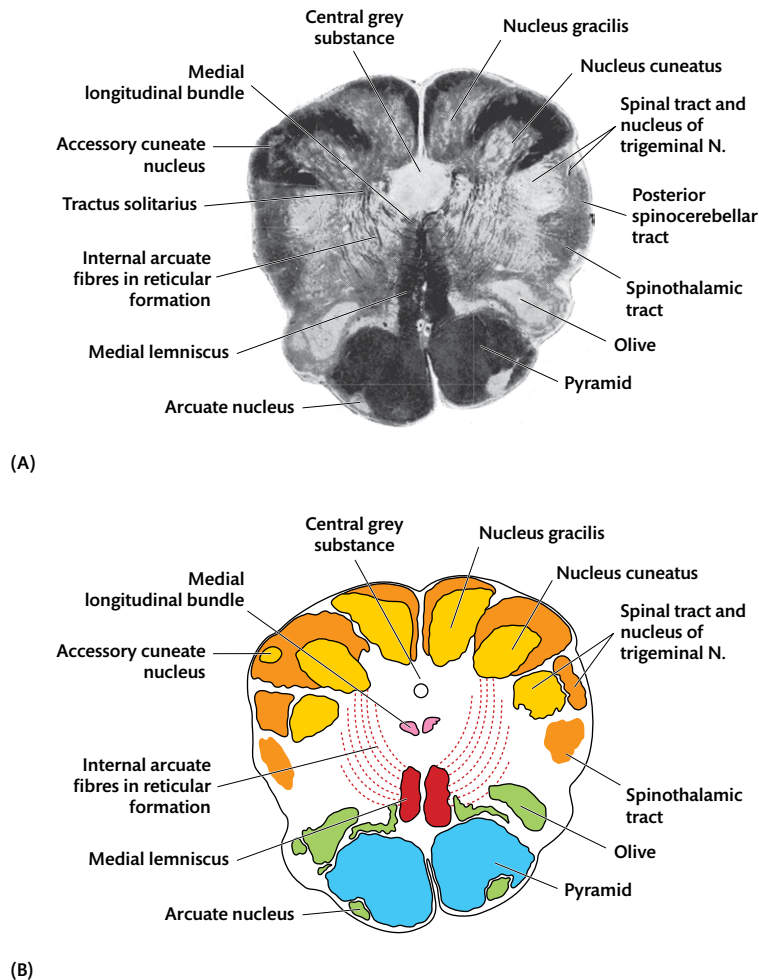 Central grey
substance
Nucleus gracilis
Nucleus cuneatus
Medial
longitudinal bundle
Spinal tract and
nucleus of
trigeminal N.
Accessory cuneate
nucleus
Tractus solitarius
Posterior
spinocerebellar
tract
Internal arcuate
fibres in reticular
formation
Spinothalamic
tract
Medial lemniscus
Olive
Pyramid
Arcuate nucleus
(A)
Central grey
substance
Nucleus gracilis
Nucleus cuneatus
Medial
longitudinal bundle
Spinal tract and
nucleus of
trigeminal N.
Accessory cuneate
nucleus
Internal arcuate
fibres in reticular
formation
Spinothalamic
tract
Medial lemniscus
Olive
Pyramid
Arcuate nucleus
(B)